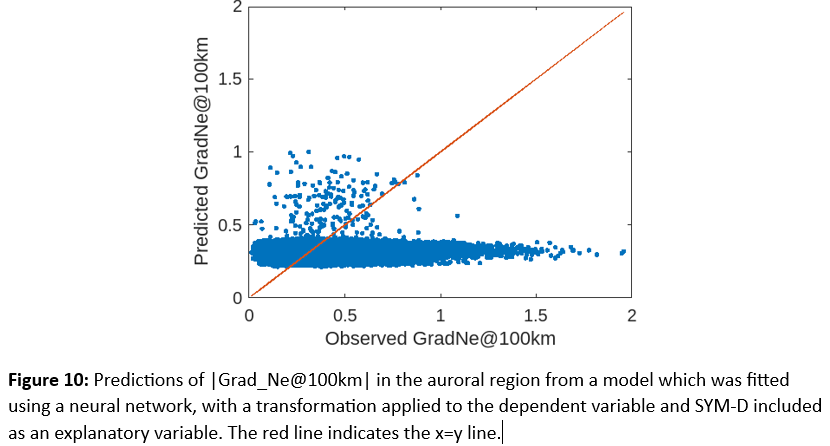 2
1.5
1
0.5
0
Predicted GradNe@100km
0 0.5 1 1.5 2
Observed GradNe@100km
Figure 10: Predictions of |Grad_Ne@100km| in the auroral region from a model which was fitted
using a neural network, with a transformation applied to the dependent variable and SYM-D included
as an explanatory variable. The red line indicates the x=y line.